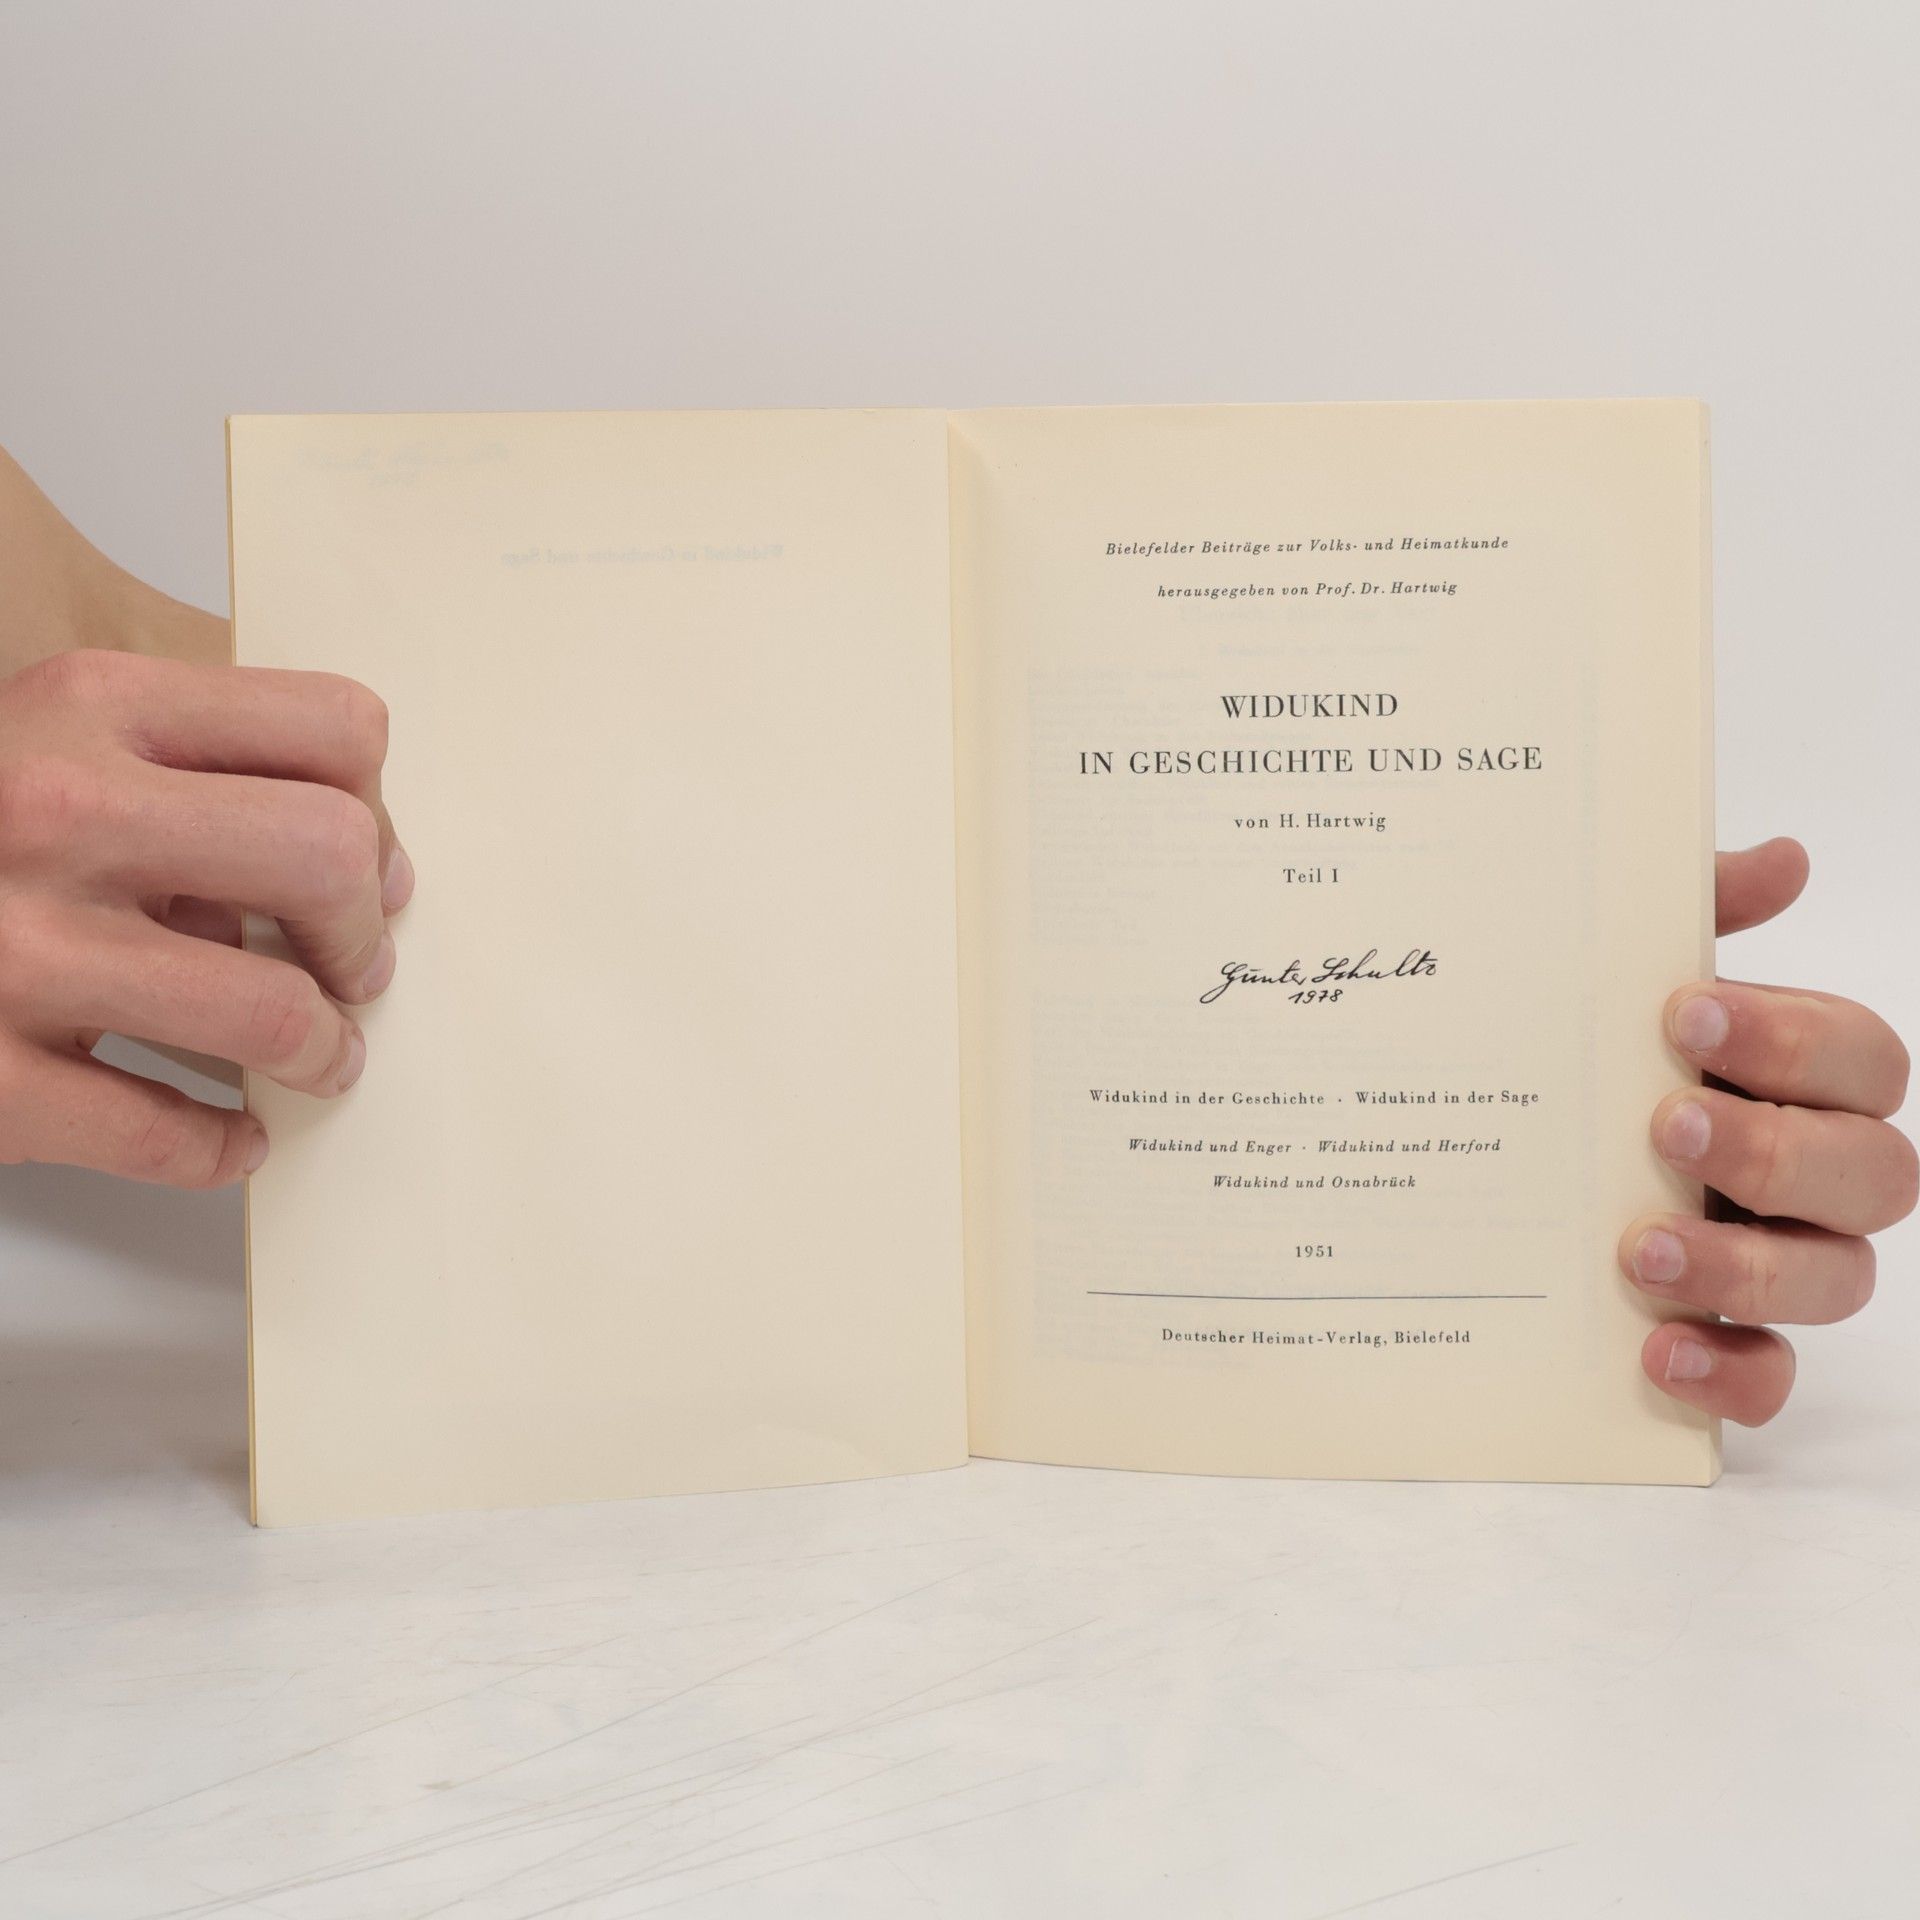 Bielefelder Beiträge zur Volks- und Heimatkunde
herausgegeben von Prof. Dr. Hartwig
WIDUKIND
IN GESCHICHTE UND SAGE
von H. Hartwig
Teil I
Günter Schultz
1978
Widukind in der Geschichte · Widukind in der Sage
Widukind und Enger · Widukind und Herford
Widukind und Osnabrück
1951
Deutscher Heimat-Verlag, Bielefeld